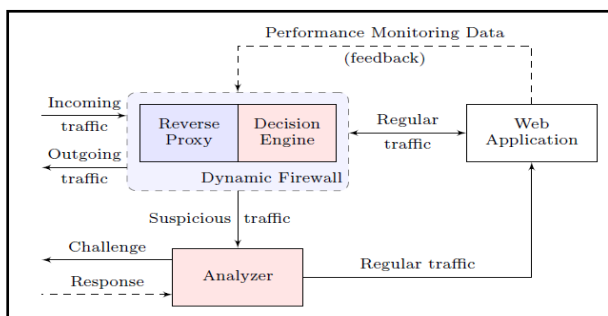 Performance Monitoring Data
(feedback)
Incoming
traffic
Reverse
Proxy
Decision
Engine
Regular
traffic
Web
Application
Outgoing
traffic
Dynamic Firewall
Suspicious traffic
Challenge
Response
Analyzer
Regular traffic